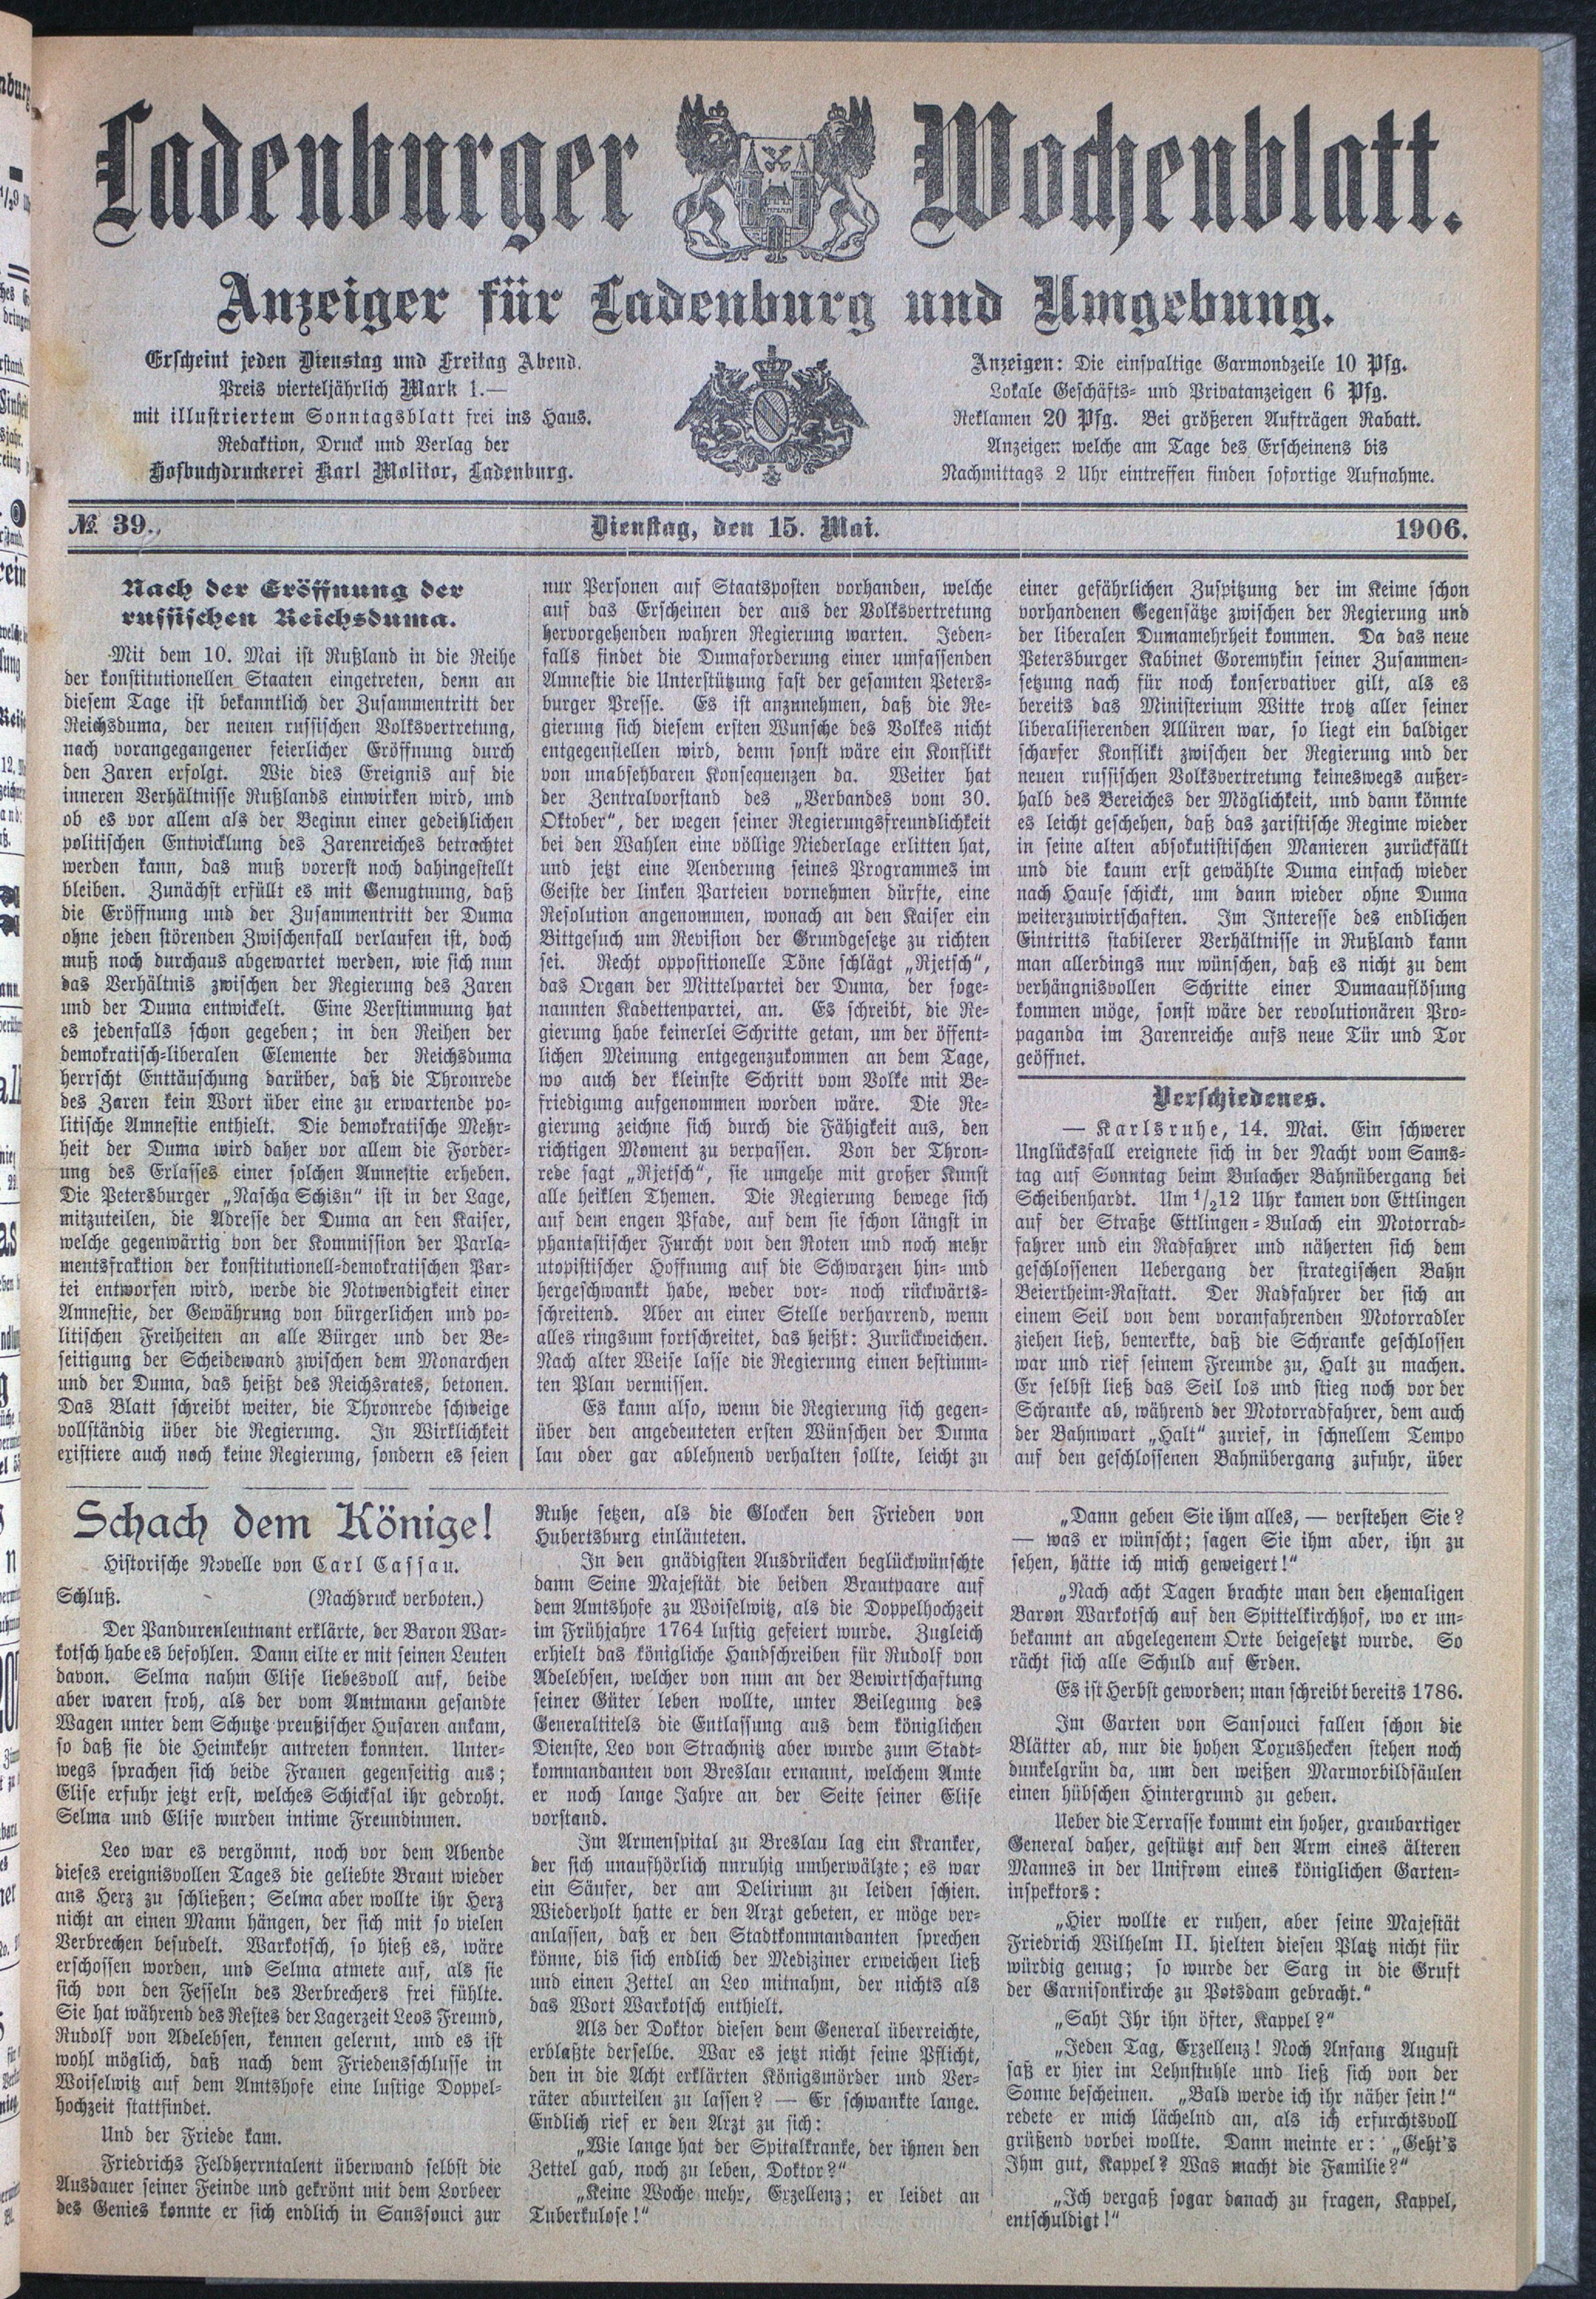 Ladenburger Wochenblatt.
Anzeiger für Ladenburg und Umgebung.
Erscheint jeden Dienstag und Freitag Abend.
Preis vierteljährlich Mark 1.—
mit illustriertem Sonntagsblatt frei ins Haus.
Redaktion, Druck und Verlag der
Hofbuchdruckerei Karl Molitor, Ladenburg.
Anzeigen: Die einspaltige Garmondzeile 10 Pfg.
Lokale Geschäfts- und Privatanzeigen 6 Pfg.
Reklamen 20 Pfg. Bei größeren Aufträgen Rabatt.
Anzeigen welche am Tage des Erscheinens bis
Nachmittags 2 Uhr eintreffen finden sofortige Aufnahme.
№ 39. Dienstag, den 15. Mai. 1906.
Nach der Eröffnung der
russischen Reichsduma.
Mit dem 10. Mai ist Rußland in die Reihe
der konstitutionellen Staaten eingetreten, denn an
diesem Tage ist bekanntlich der Zusammentritt der
Reichsduma, der neuen russischen Volksvertretung,
nach vorangegangener feierlicher Eröffnung durch
den Zaren erfolgt. Wie dies Ereignis auf die
inneren Verhältnisse Rußlands einwirken wird, und
ob es vor allem als der Beginn einer gedeihlichen
politischen Entwicklung des Zarenreiches betrachtet
werden kann, das muß vorerst noch dahingestellt
bleiben. Zunächst erfüllt es mit Genugtuung, daß
die Eröffnung und der Zusammentritt der Duma
ohne jeden störenden Zwischenfall verlaufen ist, doch
muß noch durchaus abgewartet werden, wie sich nun
das Verhältnis zwischen der Regierung des Zaren
und der Duma entwickelt. Eine Verstimmung hat
es jedenfalls schon gegeben; in den Reihen der
demokratisch-liberalen Elemente der Reichsduma
herrscht Enttäuschung darüber, daß die Thronrede
des Zaren kein Wort über eine zu erwartende po-
litische Amnestie enthielt. Die demokratische Mehr-
heit der Duma wird daher vor allem die Forder-
ung des Erlasses einer solchen Amnestie erheben.
Die Petersburger „Nascha Schisn“ ist in der Lage,
mitzuteilen, die Adresse der Duma an den Kaiser,
welche gegenwärtig von der Kommission der Parla-
mentsfraktion der konstitutionell-demokratischen Par-
tei entworfen wird, werde die Notwendigkeit einer
Amnestie, der Gewährung von bürgerlichen und po-
litischen Freiheiten an alle Bürger und der Be-
seitigung der Scheidewand zwischen dem Monarchen
und der Duma, das heißt des Reichsrates, betonen.
Das Blatt schreibt weiter, die Thronrede schweige
vollständig über die Regierung. In Wirklichkeit
existiere auch noch keine Regierung, sondern es seien
nur Personen auf Staatsposten vorhanden, welche
auf das Erscheinen der aus der Volksvertretung
hervorgehenden wahren Regierung warten. Jeden-
falls findet die Dumaforderung einer umfassenden
Amnestie die Unterstützung fast der gesamten Peters-
burger Presse. Es ist anzunehmen, daß die Re-
gierung sich diesem ersten Wunsche des Volkes nicht
entgegenstellen wird, denn sonst wäre ein Konflikt
von unabsehbaren Konsequenzen da. Weiter hat
der Zentralvorstand des „Verbandes vom 30.
Oktober“, der wegen seiner Regierungsfreundlichkeit
bei den Wahlen eine völlige Niederlage erlitten hat,
und jetzt eine Aenderung seines Programmes im
Geiste der linken Parteien vornehmen dürfte, eine
Resolution angenommen, wonach an den Kaiser ein
Bittgesuch um Revision der Grundgesetze zu richten
sei. Recht oppositionelle Töne schlägt „Rjetsch“,
das Organ der Mittelpartei der Duma, der soge-
nannten Kadettenpartei, an. Es schreibt, die Re-
gierung habe keinerlei Schritte getan, um der öffent-
lichen Meinung entgegenzukommen an dem Tage,
wo auch der kleinste Schritt vom Volke mit Be-
friedigung aufgenommen worden wäre. Die Re-
gierung zeichne sich durch die Fähigkeit aus, den
richtigen Moment zu verpassen. Von der Thron-
rede sagt „Rjetsch“, sie umgehe mit großer Kunst
alle heiklen Themen. Die Regierung bewege sich
auf dem engen Pfade, auf dem sie schon längst in
phantastischer Furcht von den Roten und noch mehr
utopistischer Hoffnung auf die Schwarzen hin- und
hergeschwankt habe, weder vor- noch rückwärts-
schreitend. Aber an einer Stelle verharrend, wenn
alles ringsum fortschreitet, das heißt: Zurückweichen.
Nach alter Weise lasse die Regierung einen bestimm-
ten Plan vermissen.
Es kann also, wenn die Regierung sich gegen-
über den angedeuteten ersten Wünschen der Duma
lau oder gar ablehnend verhalten sollte, leicht zu
einer gefährlichen Zuspitzung der im Keime schon
vorhandenen Gegensätze zwischen der Regierung und
der liberalen Dumamehrheit kommen. Da das neue
Petersburger Kabinet Goremykin seiner Zusammen-
setzung nach für noch konservativer gilt, als es
bereits das Ministerium Witte trotz aller seiner
liberalisierenden Allüren war, so liegt ein baldiger
scharfer Konflikt zwischen der Regierung und der
neuen russischen Volksvertretung keineswegs außer-
halb des Bereiches der Möglichkeit, und dann könnte
es leicht geschehen, daß das zaristische Regime wieder
in seine alten absolutistischen Manieren zurückfällt
und die kaum erst gewählte Duma einfach wieder
nach Hause schickt, um dann wieder ohne Duma
weiterzuwirtschaften. Im Interesse des endlichen
Eintritts stabilerer Verhältnisse in Rußland kann
man allerdings nur wünschen, daß es nicht zu dem
verhängnisvollen Schritte einer Dumaauflösung
kommen möge, sonst wäre der revolutionären Pro-
paganda im Zarenreiche aufs neue Tür und Tor
geöffnet.
Verschiedenes.
— Karlsruhe, 14. Mai. Ein schwerer
Unglücksfall ereignete sich in der Nacht vom Sams-
tag auf Sonntag beim Bulacher Bahnübergang bei
Scheibenhardt. Um 1/212 Uhr kamen von Ettlingen
auf der Straße Ettlingen-Bulach ein Motorrad-
fahrer und ein Radfahrer und näherten sich dem
geschlossenen Uebergang der strategischen Bahn
Beiertheim-Rastatt. Der Radfahrer der sich an
einem Seil von dem voranfahrenden Motorradler
ziehen ließ, bemerkte, daß die Schranke geschlossen
war und rief seinem Freunde zu, Halt zu machen.
Er selbst ließ das Seil los und stieg noch vor der
Schranke ab, während der Motorradfahrer, dem auch
der Bahnwart „Halt“ zurief, in schnellem Tempo
auf den geschlossenen Bahnübergang zufuhr, über
Schach dem Könige!
Historische Novelle von Carl Cassau.
Schluß. (Nachdruck verboten.)
Der Pandurenleutnant erklärte, der Baron War-
kotsch habe es befohlen. Dann eilte er mit seinen Leuten
davon. Selma nahm Elise liebesvoll auf, beide
aber waren froh, als der vom Amtmann gesandte
Wagen unter dem Schutze preußischer Husaren ankam,
so daß sie die Heimkehr antreten konnten. Unter-
wegs sprachen sich beide Frauen gegenseitig aus;
Elise erfuhr jetzt erst, welches Schicksal ihr gedroht.
Selma und Elise wurden intime Freundinnen.
Leo war es vergönnt, noch vor dem Abende
dieses ereignisvollen Tages die geliebte Braut wieder
ans Herz zu schließen; Selma aber wollte ihr Herz
nicht an einen Mann hängen, der sich mit so vielen
Verbrechen besudelt. Warkotsch, so hieß es, wäre
erschossen worden, und Selma atmete auf, als sie
sich von den Fesseln des Verbrechers frei fühlte.
Sie hat während des Restes der Lagerzeit Leos Freund,
Rudolf von Adelebsen, kennen gelernt, und es ist
wohl möglich, daß nach dem Friedensschlusse in
Woiselwitz auf dem Amtshofe eine lustige Doppel-
hochzeit stattfindet.
Und der Friede kam.
Friedrichs Feldherrntalent überwand selbst die
Ausdauer seiner Feinde und gekrönt mit dem Lorbeer
des Genies konnte er sich endlich in Sanssouci zur
Ruhe setzen, als die Glocken den Frieden von
Hubertsburg einläuteten.
In den gnädigsten Ausdrücken beglückwünschte
dann Seine Majestät die beiden Brautpaare auf
dem Amtshofe zu Woiselwitz, als die Doppelhochzeit
im Frühjahre 1764 lustig gefeiert wurde. Zugleich
erhielt das königliche Handschreiben für Rudolf von
Adelebsen, welcher von nun an der Bewirtschaftung
seiner Güter leben wollte, unter Beilegung des
Generaltitels die Entlassung aus dem königlichen
Dienste, Leo von Strachnitz aber wurde zum Stadt-
kommandanten von Breslau ernannt, welchem Amte
er noch lange Jahre an der Seite seiner Elise
vorstand.
Im Armenspital zu Breslau lag ein Kranker,
der sich unaufhörlich unruhig umherwälzte; es war
ein Säufer, der am Delirium zu leiden schien.
Wiederholt hatte er den Arzt gebeten, er möge ver-
anlassen, daß er den Stadtkommandanten sprechen
könne, bis sich endlich der Mediziner erweichen ließ
und einen Zettel an Leo mitnahm, der nichts als
das Wort Warkotsch enthielt.
Als der Doktor diesen dem General überreichte,
erblaßte derselbe. War es jetzt nicht seine Pflicht,
den in die Acht erklärten Königsmörder und Ver-
räter aburteilen zu lassen? — Er schwankte lange.
Endlich rief er den Arzt zu sich:
„Wie lange hat der Spitalkranke, der ihnen den
Zettel gab, noch zu leben, Doktor?“
„Keine Woche mehr, Exzellenz; er leidet an
Tuberkulose!“
„Dann geben Sie ihm alles, — verstehen Sie?
— was er wünscht; sagen Sie ihm aber, ihn zu
sehen, hätte ich mich geweigert!“
„Nach acht Tagen brachte man den ehemaligen
Baron Warkotsch auf den Spittelkirchhof, wo er un-
bekannt an abgelegenem Orte beigesetzt wurde. So
rächt sich alle Schuld auf Erden.
Es ist Herbst geworden; man schreibt bereits 1786.
Im Garten von Sansouci fallen schon die
Blätter ab, nur die hohen Toxushecken stehen noch
dunkelgrün da, um den weißen Marmorbildsäulen
einen hübschen Hintergrund zu geben.
Ueber die Terrasse kommt ein hoher, graubartiger
General daher, gestützt auf den Arm eines älteren
Mannes in der Unifrom eines königlichen Garten-
inspektors:
„Hier wollte er ruhen, aber seine Majestät
Friedrich Wilhelm II. hielten diesen Platz nicht für
würdig genug; so wurde der Sarg in die Gruft
der Garnisonkirche zu Potsdam gebracht.“
„Saht Ihr ihn öfter, Kappel?“
„Jeden Tag, Exzellenz! Noch Anfang August
saß er hier im Lehnstuhle und ließ sich von der
Sonne bescheinen. „Bald werde ich ihr näher sein!“
redete er mich lächelnd an, als ich erfurchtsvoll
grüßend vorbei wollte. Dann meinte er: „Geht's
Ihm gut, Kappel? Was macht die Familie?“
„Ich vergaß sogar danach zu fragen, Kappel,
entschuldigt!“